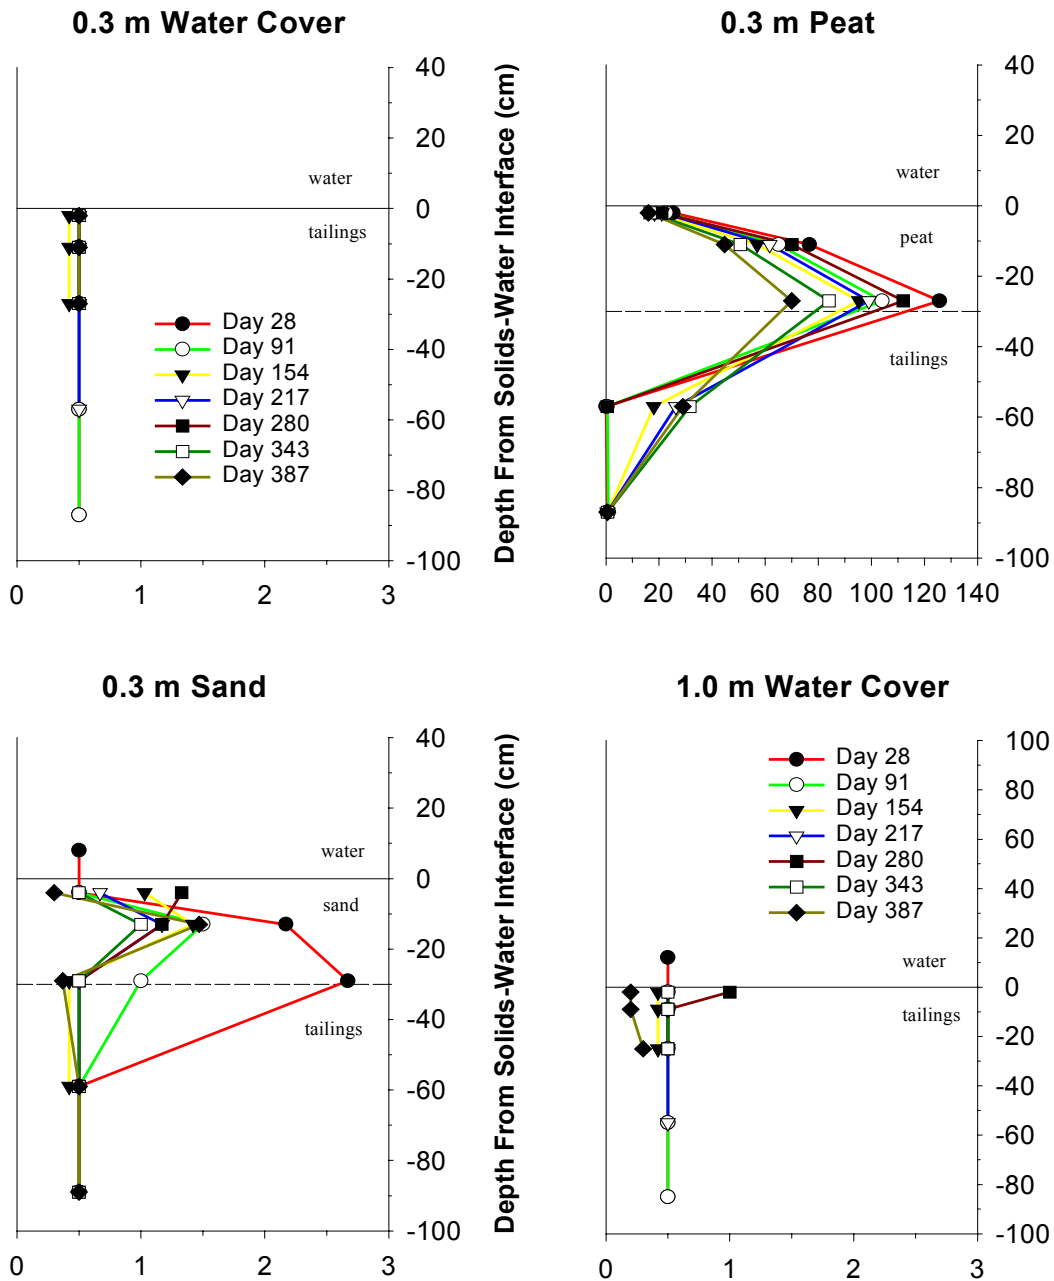 0.3 m Water Cover
40
20
water
0
tailings
-20
Day 28
Day 91
Day 154
Day 217
Day 280
Day 343
Day 387
-40
-60
-80
-100
0 1 2 3
Depth From Solids-Water Interface (cm)
0.3 m Peat
40
20
water
0
peat
-20
tailings
-40
-60
-80
-100
0 20 40 60 80 100 120 140
0.3 m Sand
40
20
water
0
sand
-20
tailings
-40
-60
-80
-100
0 1 2 3
Depth From Solids-Water Interface (cm)
1.0 m Water Cover
100
Day 28
Day 91
Day 154
Day 217
Day 280
Day 343
Day 387
80
60
40
20
water
0
tailings
-20
-40
-60
-80
-100
0 1 2 3